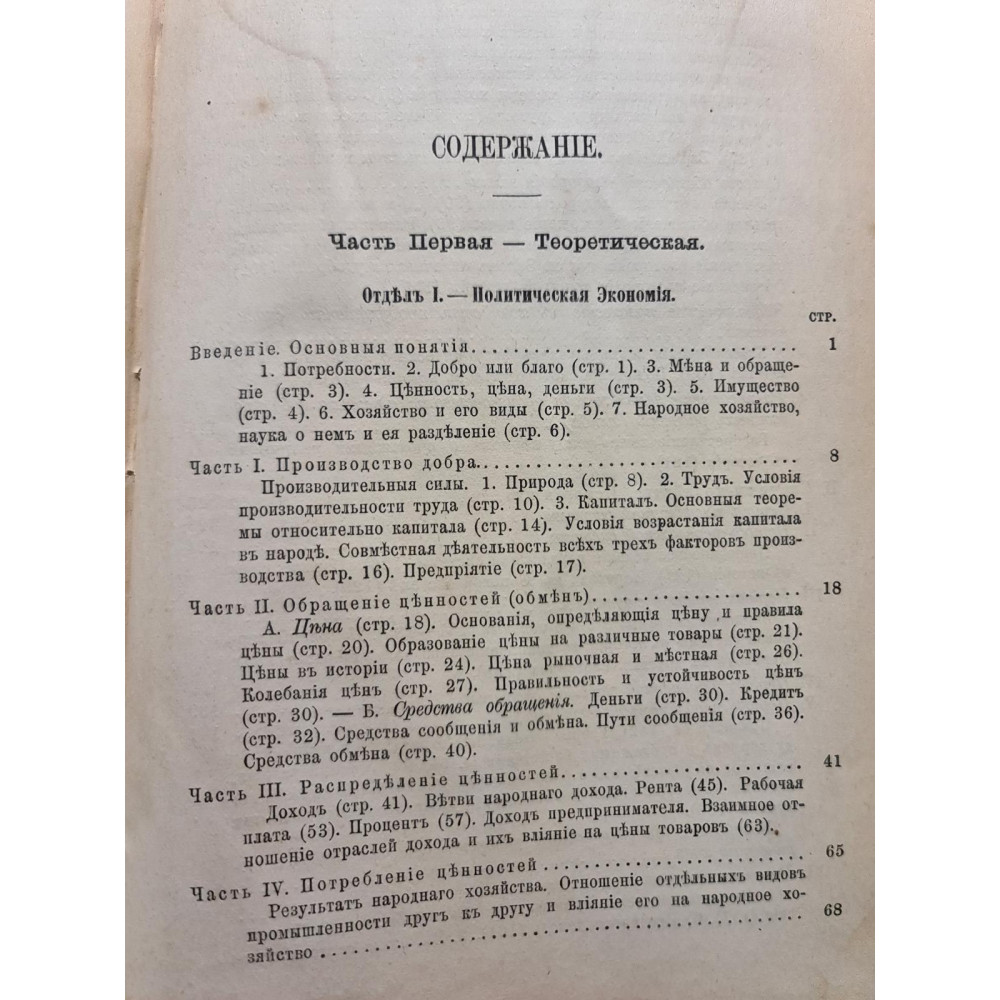 СОДЕРЖАНІЕ.
Часть Первая — Теоретическая.
Отдѣлъ I. — Политическая Экономія.
СТР.
Введеніе. Основныя понятія................................ 1
1. Потребности. 2. Добро или благо (стр. 1). 3. Мѣна и обраще-
ніе (стр. 3). 4. Цѣнность, цѣна, деньги (стр. 3). 5. Имущество
(стр. 4). 6. Хозяйство и его виды (стр. 5). 7. Народное хозяйство,
наука о немъ и ея раздѣленіе (стр. 6).
Часть I. Производство добра................................ 8
Производительныя силы. 1. Природа (стр. 8). 2. Трудъ. Условія
производительности труда (стр. 10). 3. Капиталъ. Основныя теоре-
мы относительно капитала (стр. 14). Условія возрастанія капитала
въ народѣ. Совмѣстная дѣятельность всѣхъ трехъ факторовъ произ-
водства (стр. 16). Предпріятіе (стр. 17).
Часть II. Обращеніе цѣнностей (обмѣнъ)..................... 18
А. Цѣна (стр. 18). Основанія, опредѣляющія цѣну и правила
цѣны (стр. 20). Образованіе цѣны на различные товары (стр. 21).
Цѣны въ исторіи (стр. 24). Цѣна рыночная и мѣстная (стр. 26).
Колебанія цѣнъ (стр. 27). Правильность и устойчивость цѣнъ
(стр. 30). — Б. Средства обращенія. Деньги (стр. 30). Кредитъ
(стр. 32). Средства сообщенія и обмѣна. Пути сообщенія (стр. 36).
Средства обмѣна (стр. 40).
Часть III. Распредѣленіе цѣнностей........................ 41
Доходъ (стр. 41). Вѣтви народнаго дохода. Рента (45). Рабочая
плата (53). Процентъ (57). Доходъ предпринимателя. Взаимное от-
ношеніе отраслей дохода и ихъ вліяніе на цѣны товаровъ (63).
Часть IV. Потребленіе цѣнностей.......................... 65
Результатъ народнаго хозяйства. Отношеніе отдѣльныхъ видовъ
промышленности другъ къ другу и вліяніе его на народное хо-
зяйство................................................ 68